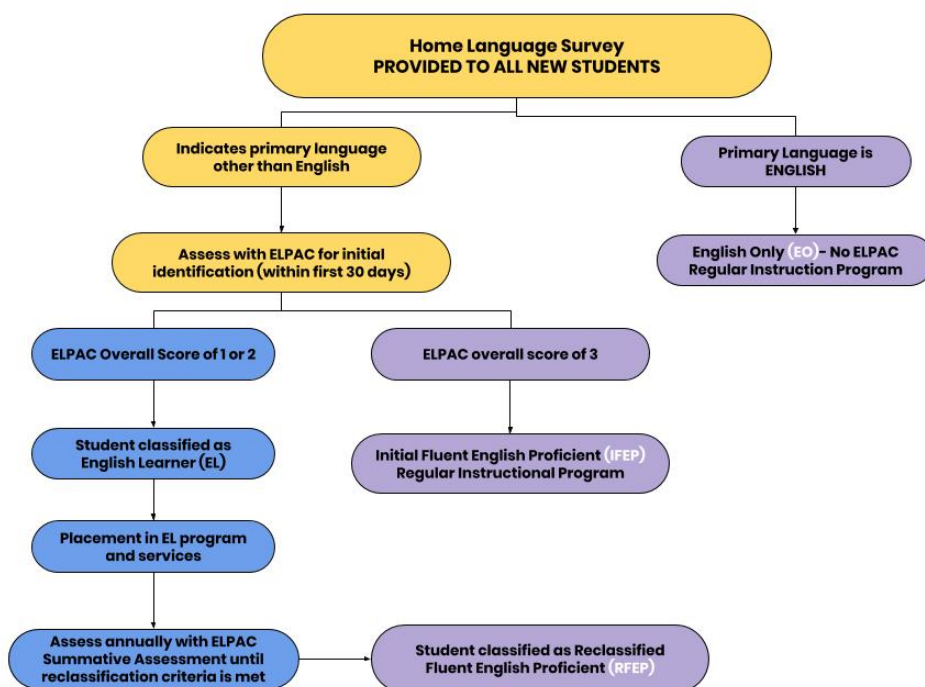 Home Language Survey
PROVIDED TO ALL NEW STUDENTS
Indicates primary language
other than English
Primary Language is
ENGLISH
Assess with ELPAC for initial
identification (within first 30 days)
English Only (EO)- No ELPAC
Regular Instruction Program
ELPAC Overall Score of 1 or 2
ELPAC overall score of 3
Student classified as
English Learner (EL)
Initial Fluent English Proficient (IFEP)
Regular Instructional Program
Placement in EL program
and services
Assess annually with ELPAC
Summative Assessment until
reclassification criteria is met
Student classified as Reclassified
Fluent English Proficient (RFEP)